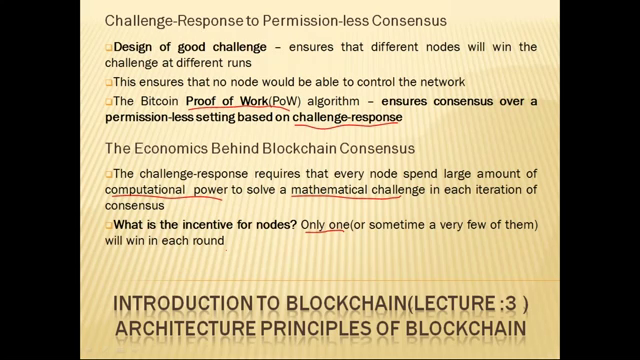 Challenge-Response to Permission-less Consensus
❑Design of good challenge – ensures that different nodes will win the
challenge at different runs
❑This ensures that no node would be able to control the network
❑The Bitcoin Proof of Work(PoW) algorithm – ensures consensus over a
permission-less setting based on challenge-response
The Economics Behind Blockchain Consensus
❑The challenge-response requires that every node spend large amount of
computational power to solve a mathematical challenge in each iteration of
consensus
❑What is the incentive for nodes? Only one(or sometime a very few of them)
will win in each round
INTRODUCTION TO BLOCKCHAIN(LECTURE :3 )
ARCHITECTURE PRINCIPLES OF BLOCKCHAIN